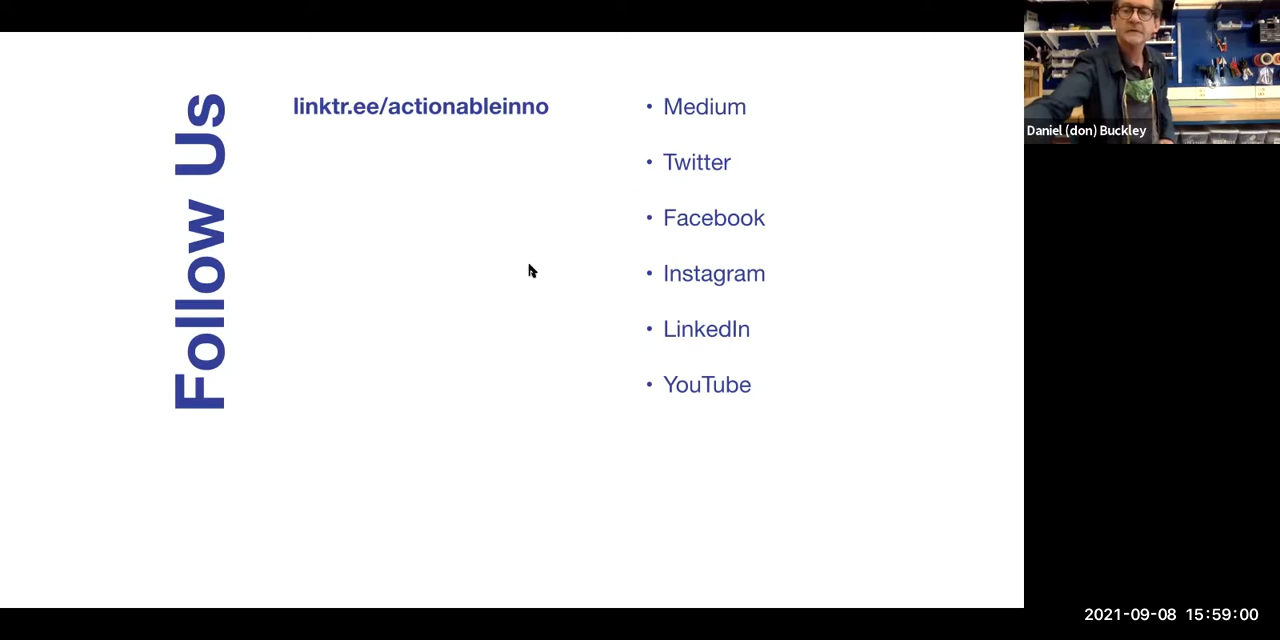 Follow Us
linktr.ee/actionableinno
• Medium
• Twitter
• Facebook
• Instagram
• LinkedIn
• YouTube
Daniel (don) Buckley
2021-09-08 15:59:00